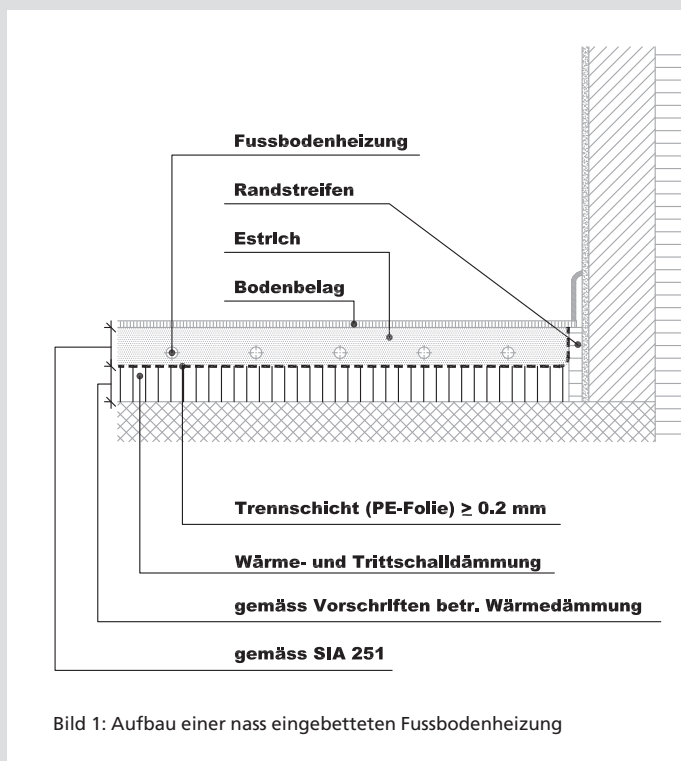 Fussbodenheizung
Randstreifen
Estrich
Bodenbelag
Trennschicht (PE-Folie) ≥ 0.2 mm
Wärme- und Trittschalldämmung
gemäss Vorschriften betr. Wärmedämmung
gemäss SIA 251
Bild 1: Aufbau einer nass eingebetteten Fussbodenheizung